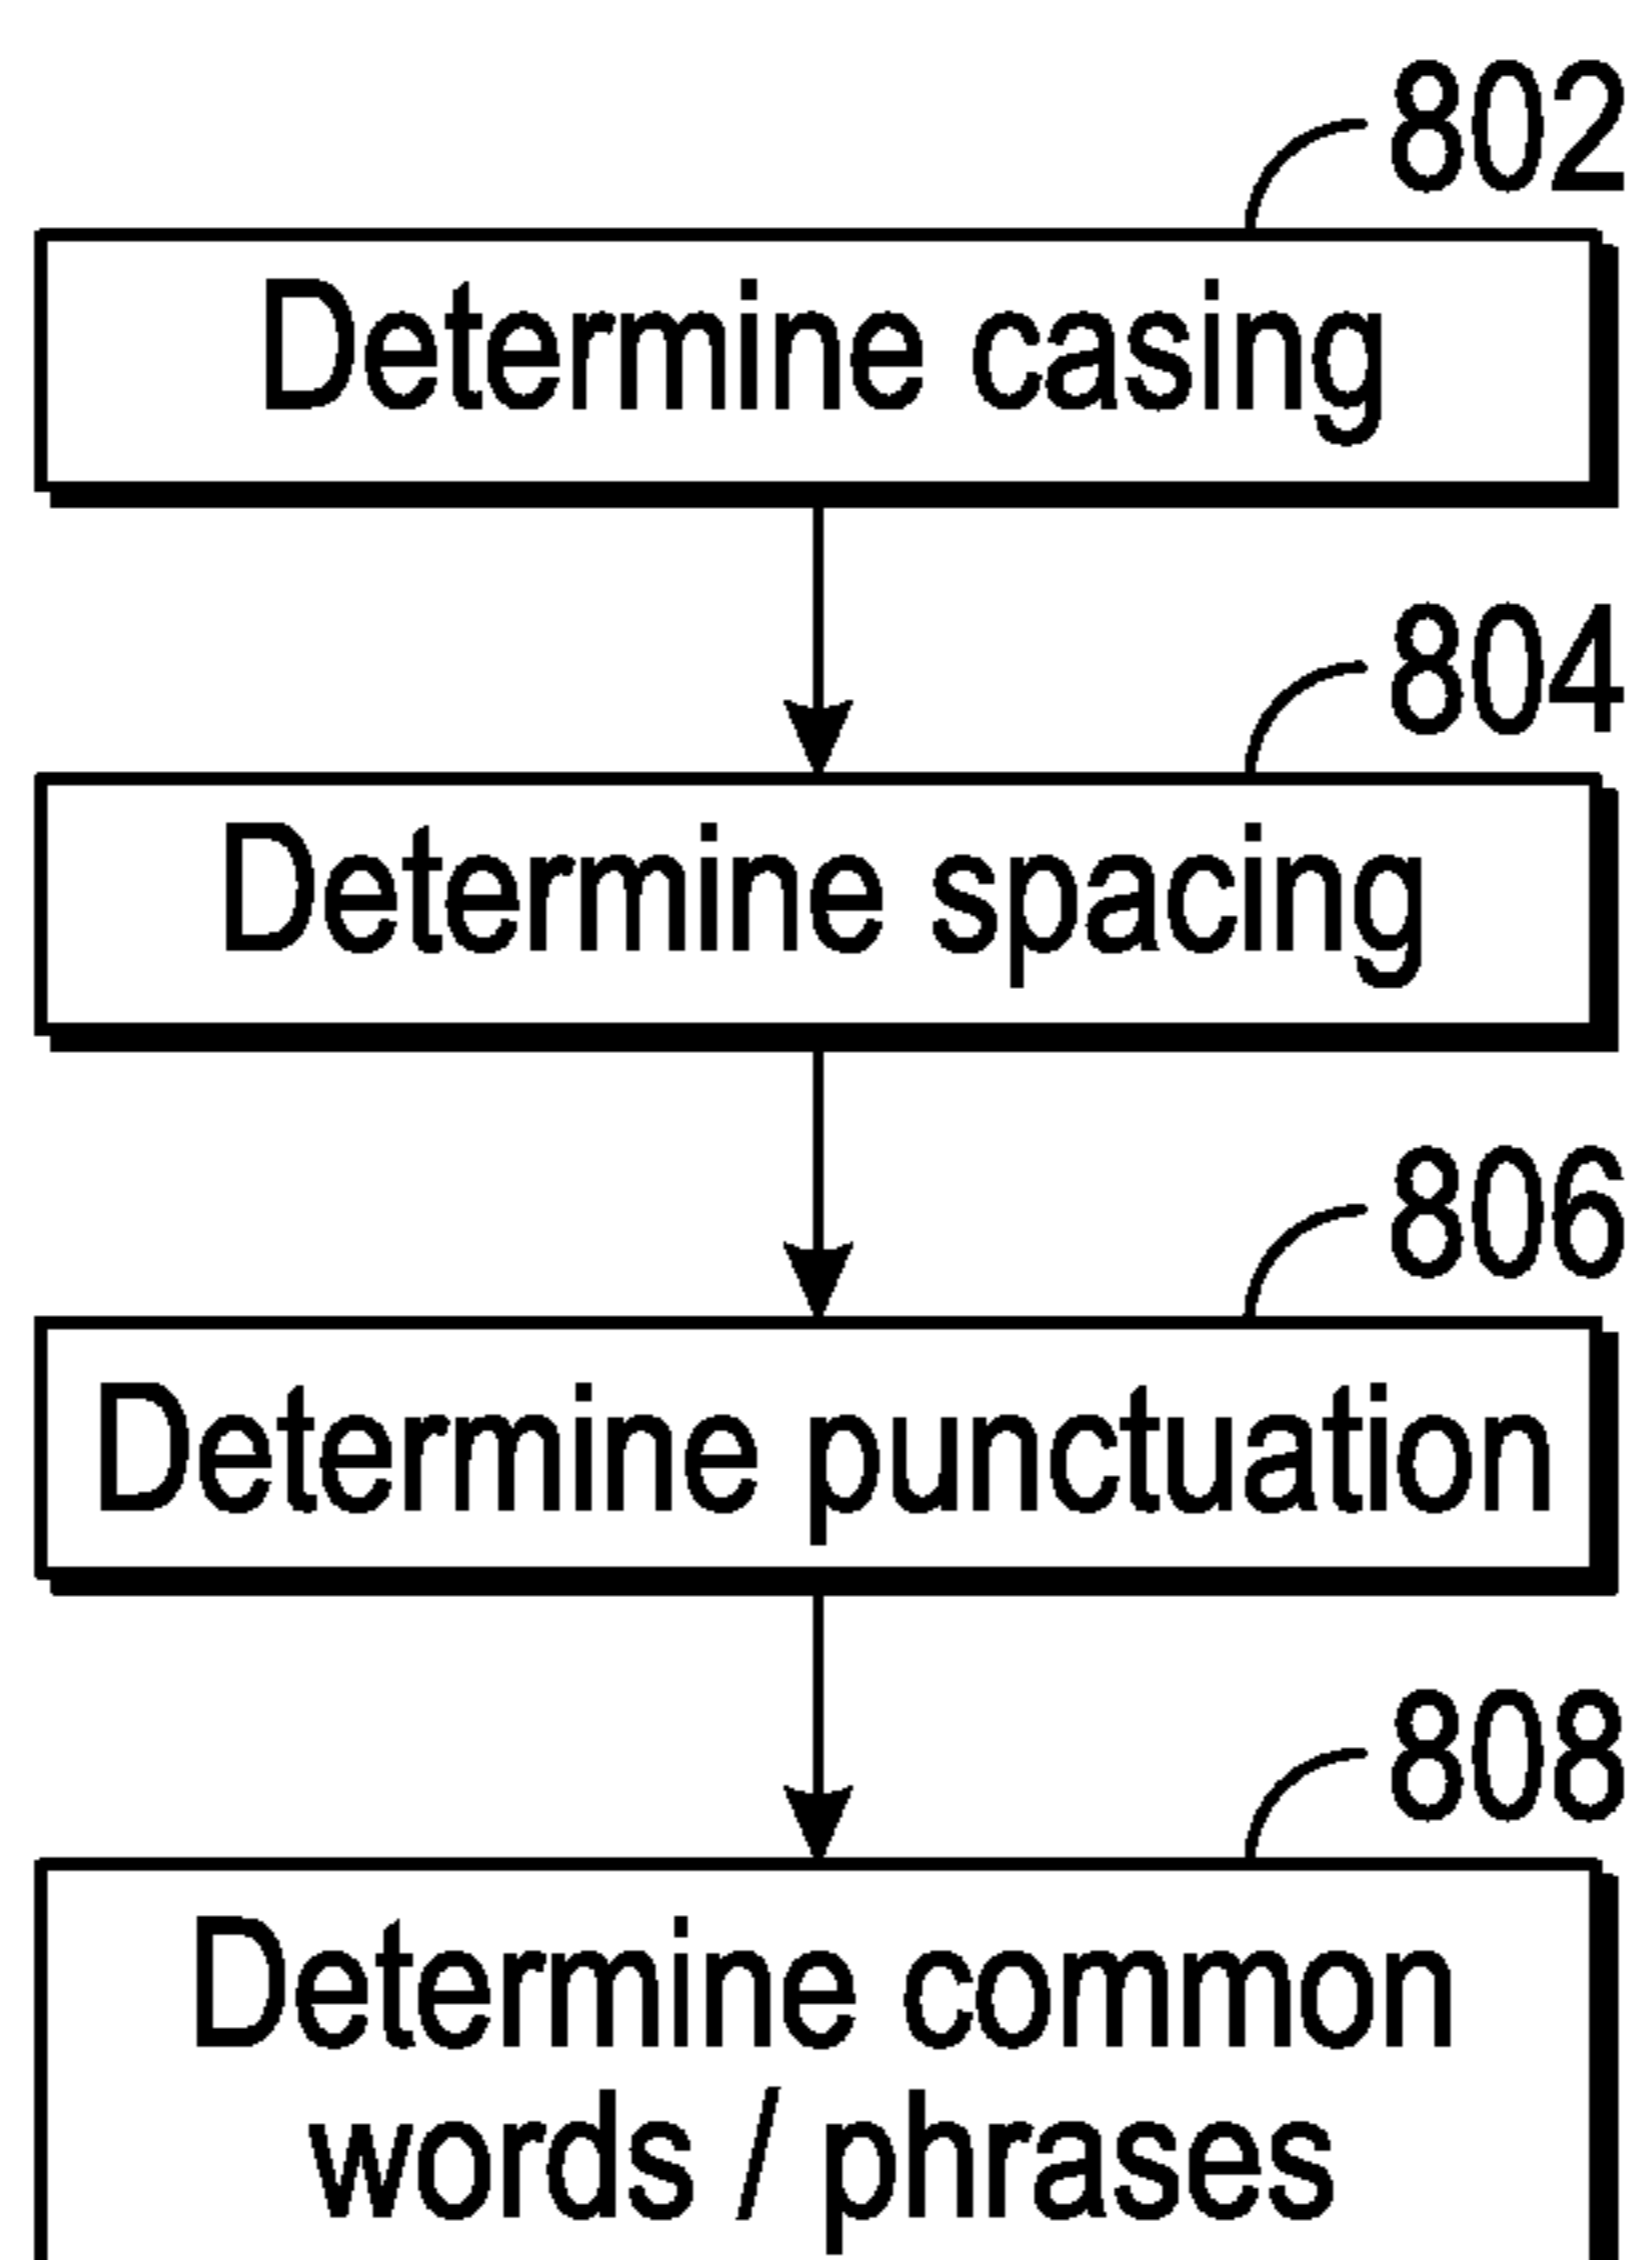 802
Determine casing
804
Determine spacing
806
Determine punctuation
808
Determine common
words / phrases